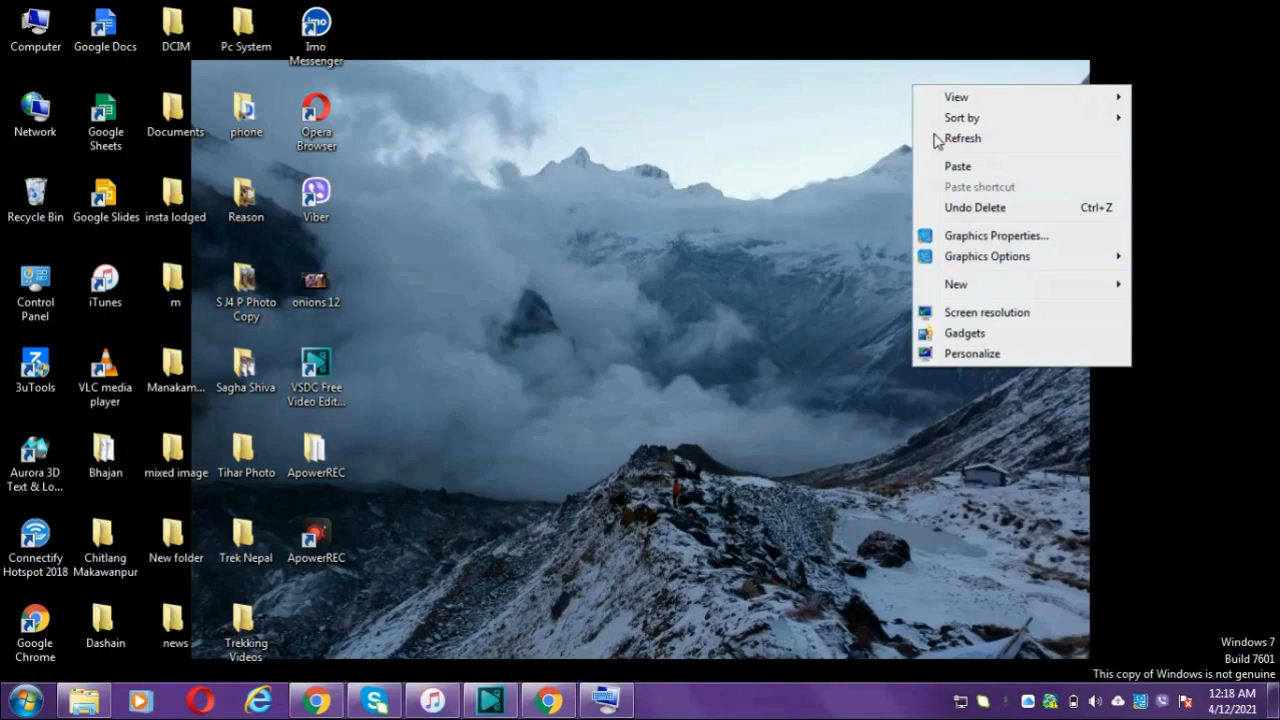 Computer
Google Docs
DCIM
Pc System
Imo
Messenger
Network
Google
Sheets
Documents
phone
Opera
Browser
Recycle Bin
Google Slides
insta lodged
Reason
Viber
Control
Panel
iTunes
m
S J4 P Photo
Copy
onions 12
3uTools
VLC media
player
Manakam...
Sagha Shiva
VSDC Free
Video Edit...
Aurora 3D
Text & Lo...
Bhajan
mixed image
Tihar Photo
ApowerREC
Connectify
Hotspot 2018
Chitlang
Makawanpur
New folder
Trek Nepal
ApowerREC
Google
Chrome
Dashain
news
Trekking
Videos
View
Sort by
Refresh
Paste
Paste shortcut
Undo Delete Ctrl+Z
Graphics Properties...
Graphics Options
New
Screen resolution
Gadgets
Personalize
Windows 7
Build 7601
This copy of Windows is not genuine
12:18 AM
4/12/2021